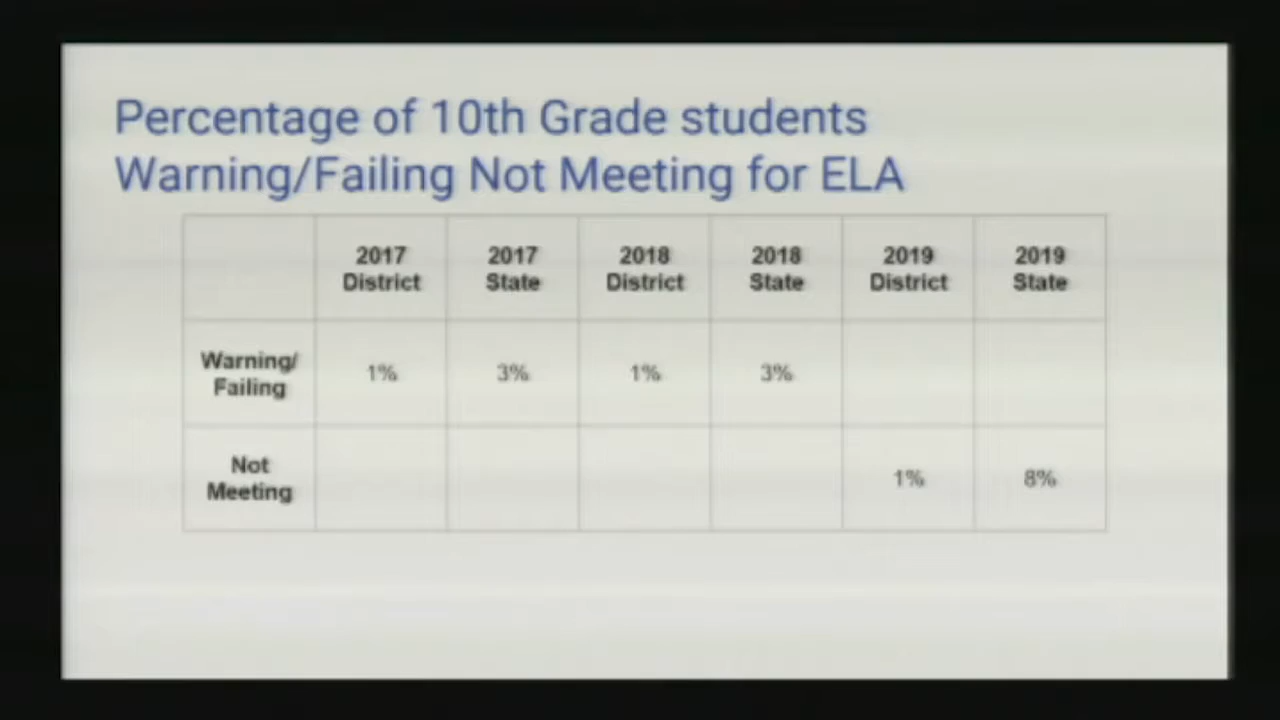 Percentage of 10th Grade students
Warning/Failing Not Meeting for ELA
2017 2017 2018 2018 2019 2019
District State District State District State
Warning/
Failing 1% 3% 1% 3%
Not
Meeting 1% 8%